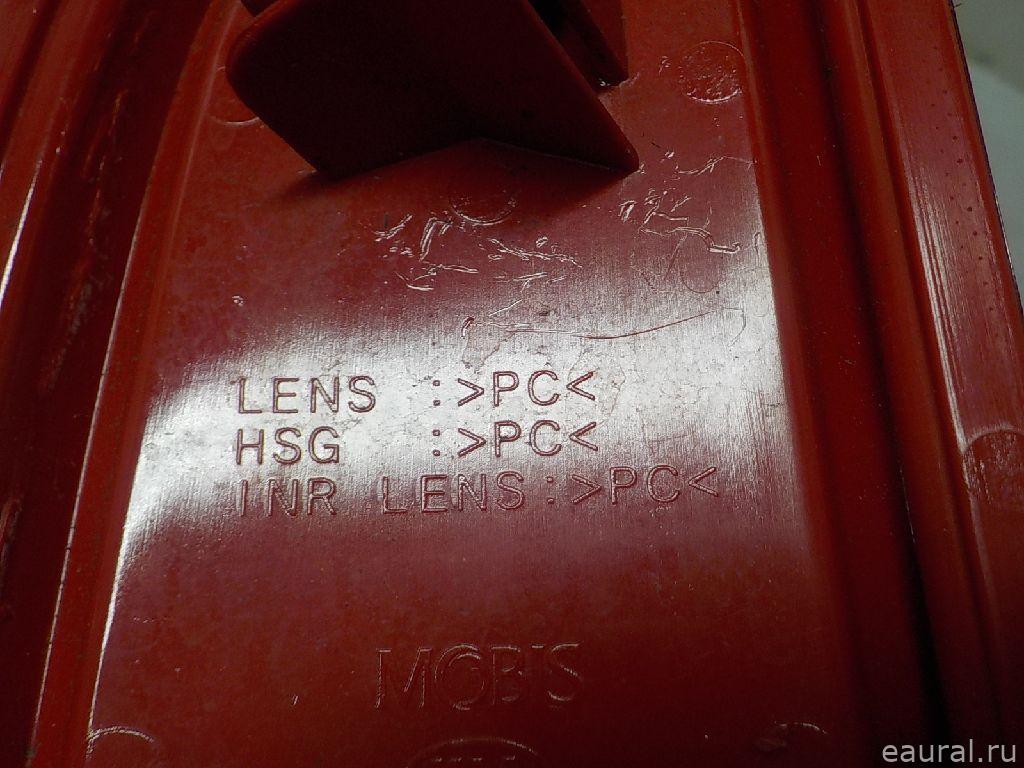 LENS :>PC<
HSG :>PC<
INR LENS:>PC<
MOBIS
eaural.ru